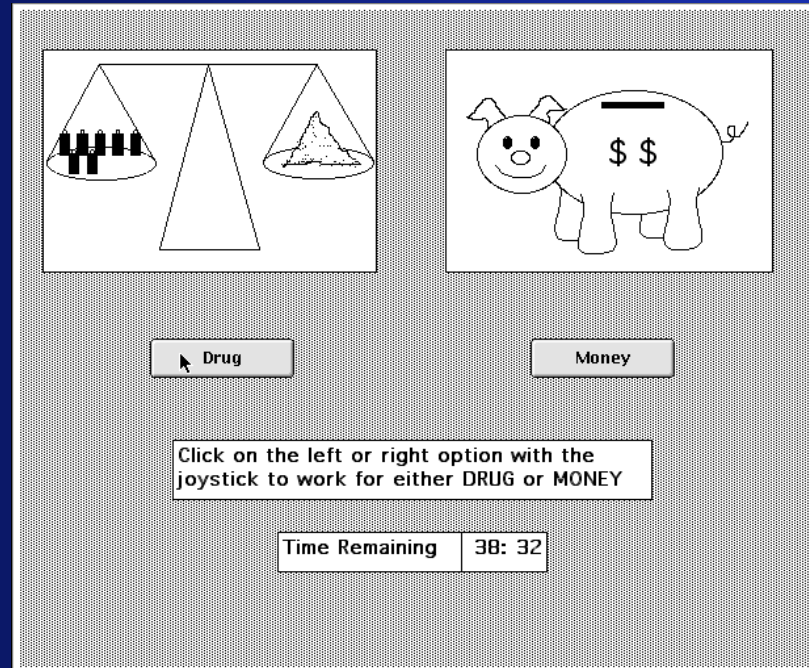 $ $
Drug
Money
Click on the left or right option with the
joystick to work for either DRUG or MONEY
Time Remaining 38: 32